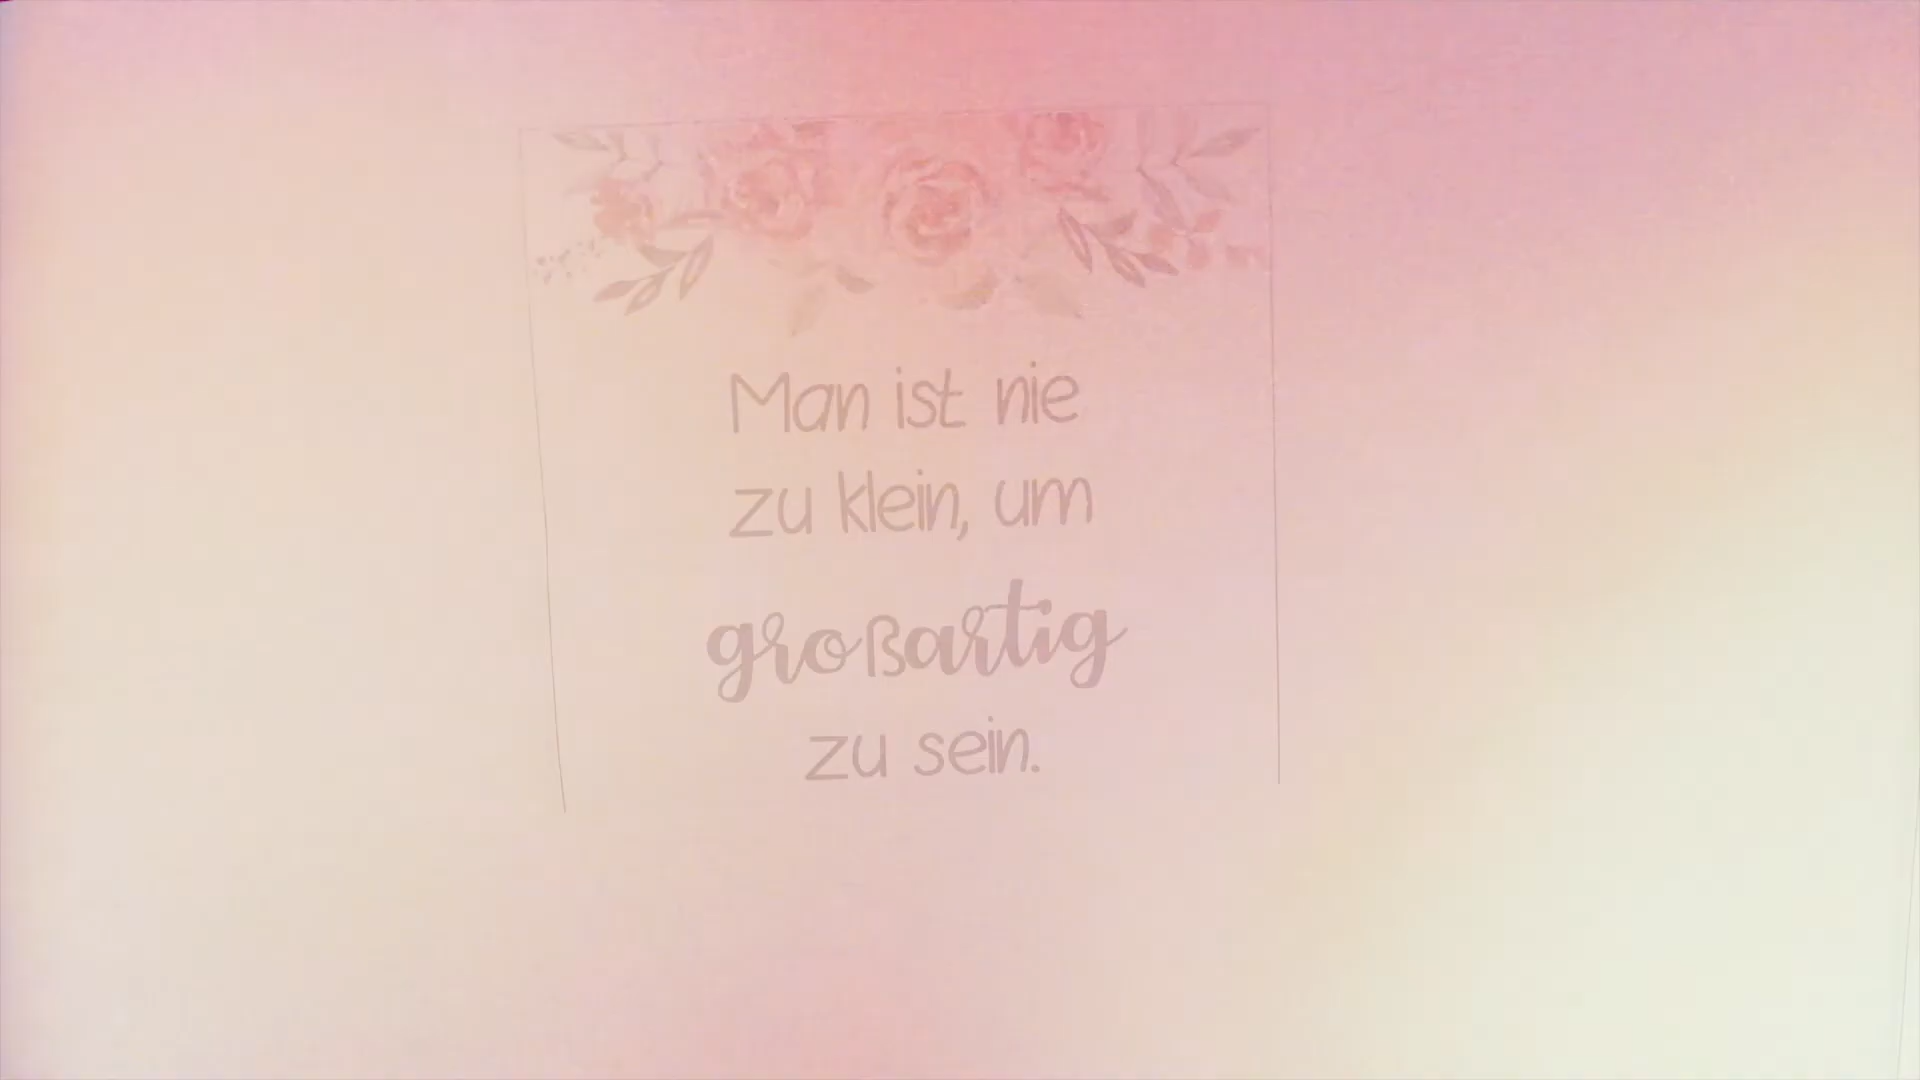 Man ist nie
zu klein, um
großartig
zu sein.